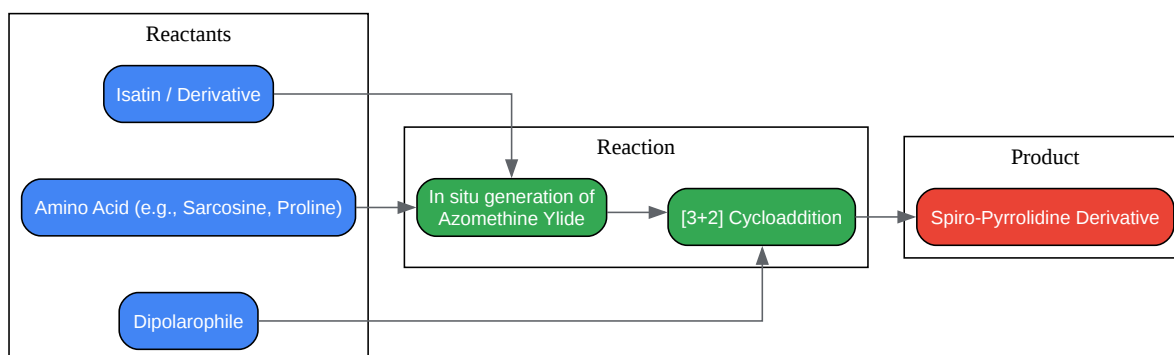 Reactants
Isatin / Derivative
Amino Acid (e.g., Sarcosine, Proline)
Dipolarophile
Reaction
In situ generation of
Azomethine Ylide
[3+2] Cycloaddition
Product
Spiro-Pyrrolidine Derivative